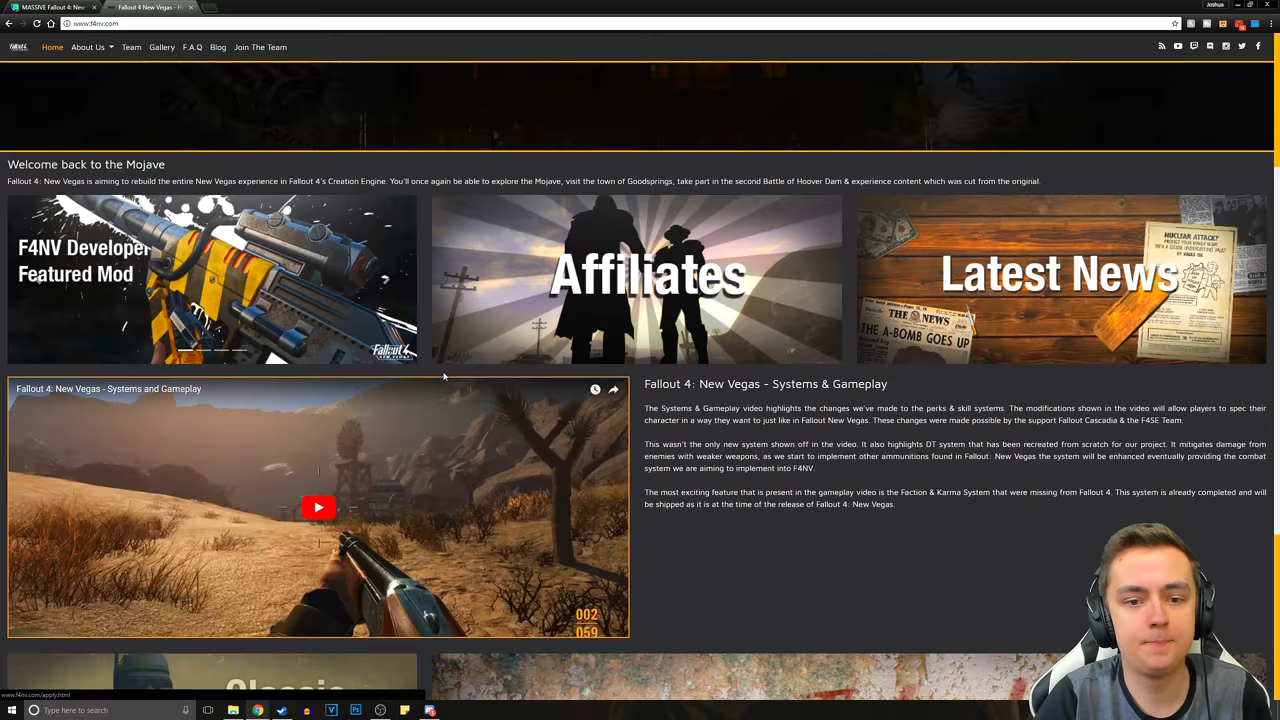 MASSIVE Fallout 4: New
Fallout 4 New Vegas - H
Joshua
www.f4nv.com
Home
About Us
Team
Gallery
F.A.Q
Blog
Join The Team
Welcome back to the Mojave
Fallout 4: New Vegas is aiming to rebuild the entire New Vegas experience in Fallout 4's Creation Engine. You'll once again be able to explore the Mojave, visit the town of Goodsprings, take part in the second Battle of Hoover Dam & experience content which was cut from the original.
F4NV Developer
Featured Mod
Fallout 4
NEW VEGAS
Affiliates
Latest News
NUCLEAR ATTACK!
THE NEWS
THE A-BOMB GOES UP
Fallout 4: New Vegas - Systems and Gameplay
002
059
Fallout 4: New Vegas - Systems & Gameplay
The Systems & Gameplay video highlights the changes we've made to the perks & skill systems. The modifications shown in the video will allow players to spec their
character in a way they want to just like in Fallout New Vegas. These changes were made possible by the support Fallout Cascadia & the F4SE Team.
This wasn't the only new system shown off in the video. It also highlights DT system that has been recreated from scratch for our project. It mitigates damage from
enemies with weaker weapons, as we start to implement other ammunitions found in Fallout: New Vegas the system will be enhanced eventually providing the combat
system we are aiming to implement into F4NV.
The most exciting feature that is present in the gameplay video is the Faction & Karma System that were missing from Fallout 4. This system is already completed and will
be shipped as it is at the time of the release of Fallout 4: New Vegas.
Classic
www.f4nv.com/apply.html
Type here to search